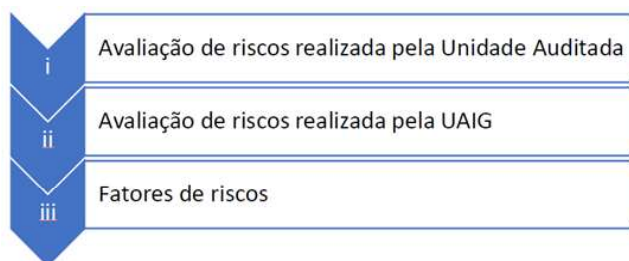 i
Avaliação de riscos realizada pela Unidade Auditada
ii
Avaliação de riscos realizada pela UAIG
iii
Fatores de riscos